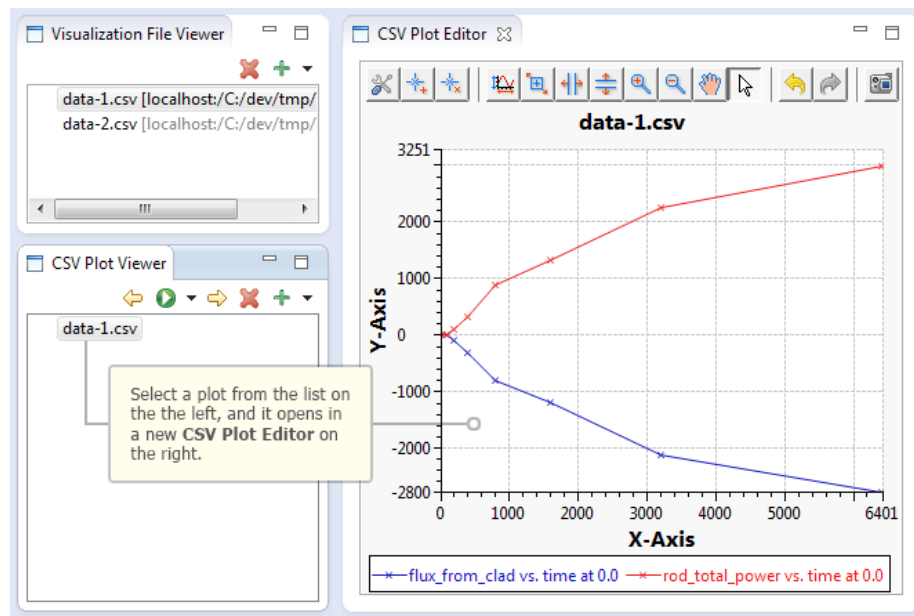 Visualization File Viewer
data-1.csv [localhost:/C:/dev/tmp/
data-2.csv [localhost:/C:/dev/tmp/
CSV Plot Viewer
data-1.csv
Select a plot from the list on
the the left, and it opens in
a new CSV Plot Editor on
the right.
CSV Plot Editor
data-1.csv
3251
2000
1000
0
-1000
-2000
-2800
Y-Axis
0 1000 2000 3000 4000 5000 6401
X-Axis
flux_from_clad vs. time at 0.0 rod_total_power vs. time at 0.0